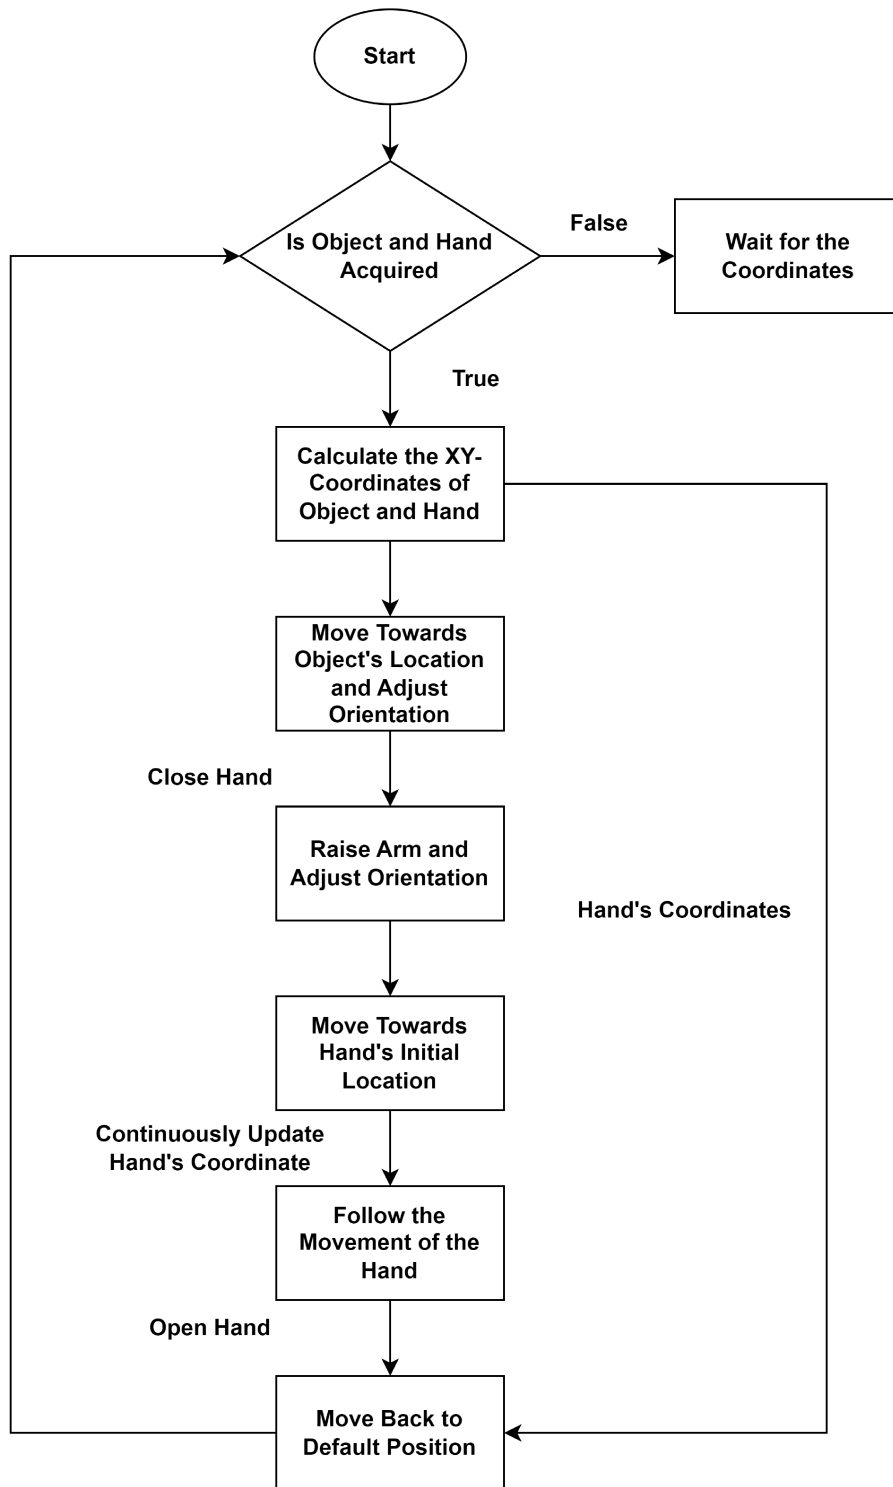 Start
Is Object and Hand
Acquired
False
Wait for the
Coordinates
True
Calculate the XY-
Coordinates of
Object and Hand
Move Towards
Object's Location
and Adjust
Orientation
Close Hand
Raise Arm and
Adjust Orientation
Hand's Coordinates
Move Towards
Hand's Initial
Location
Continuously Update
Hand's Coordinate
Follow the
Movement of the
Hand
Open Hand
Move Back to
Default Position